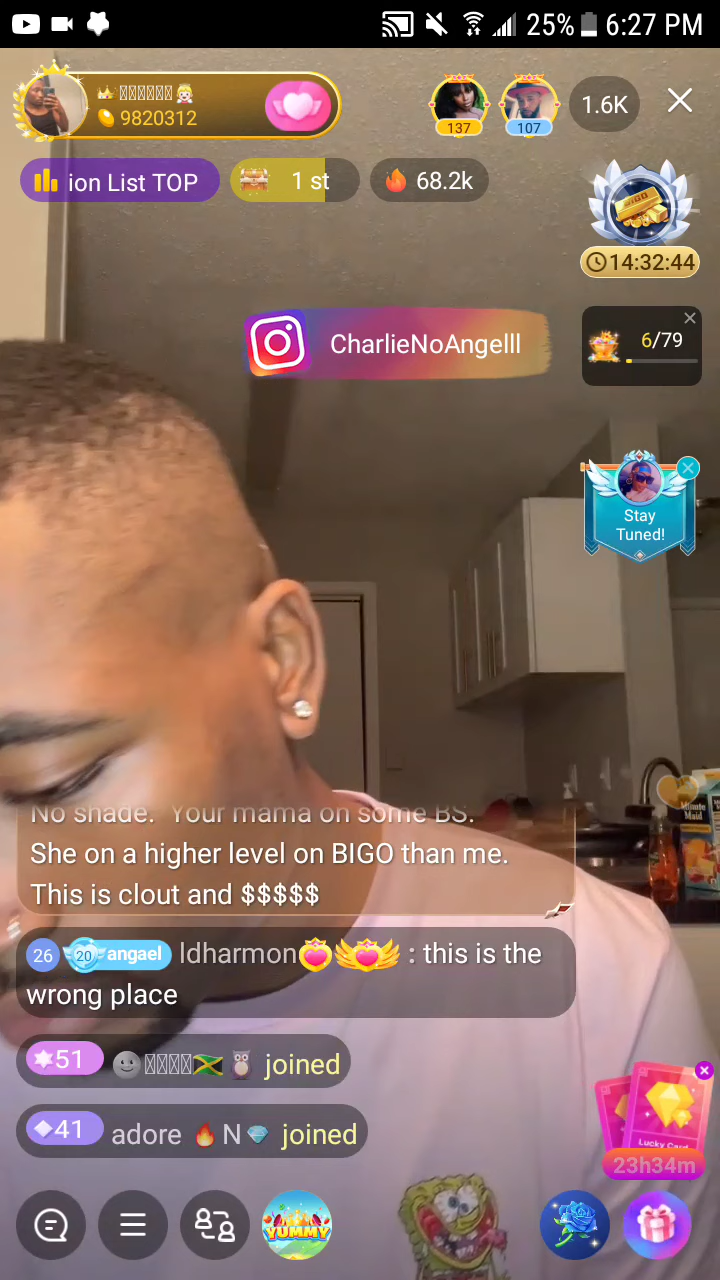 25% 6:27 PM
9820312
137
107
1.6K
ion List TOP
1 st
68.2k
BIGO
14:32:44
CharlieNoAngelll
6/79
Stay
Tuned!
Minute
Maid
No shade. Your mama on some BS.
She on a higher level on BIGO than me.
This is clout and $$$$$
26 20 angael ldharmon : this is the
wrong place
51 joined
41 adore N joined
Lucky Card
23h34m
YUMMY